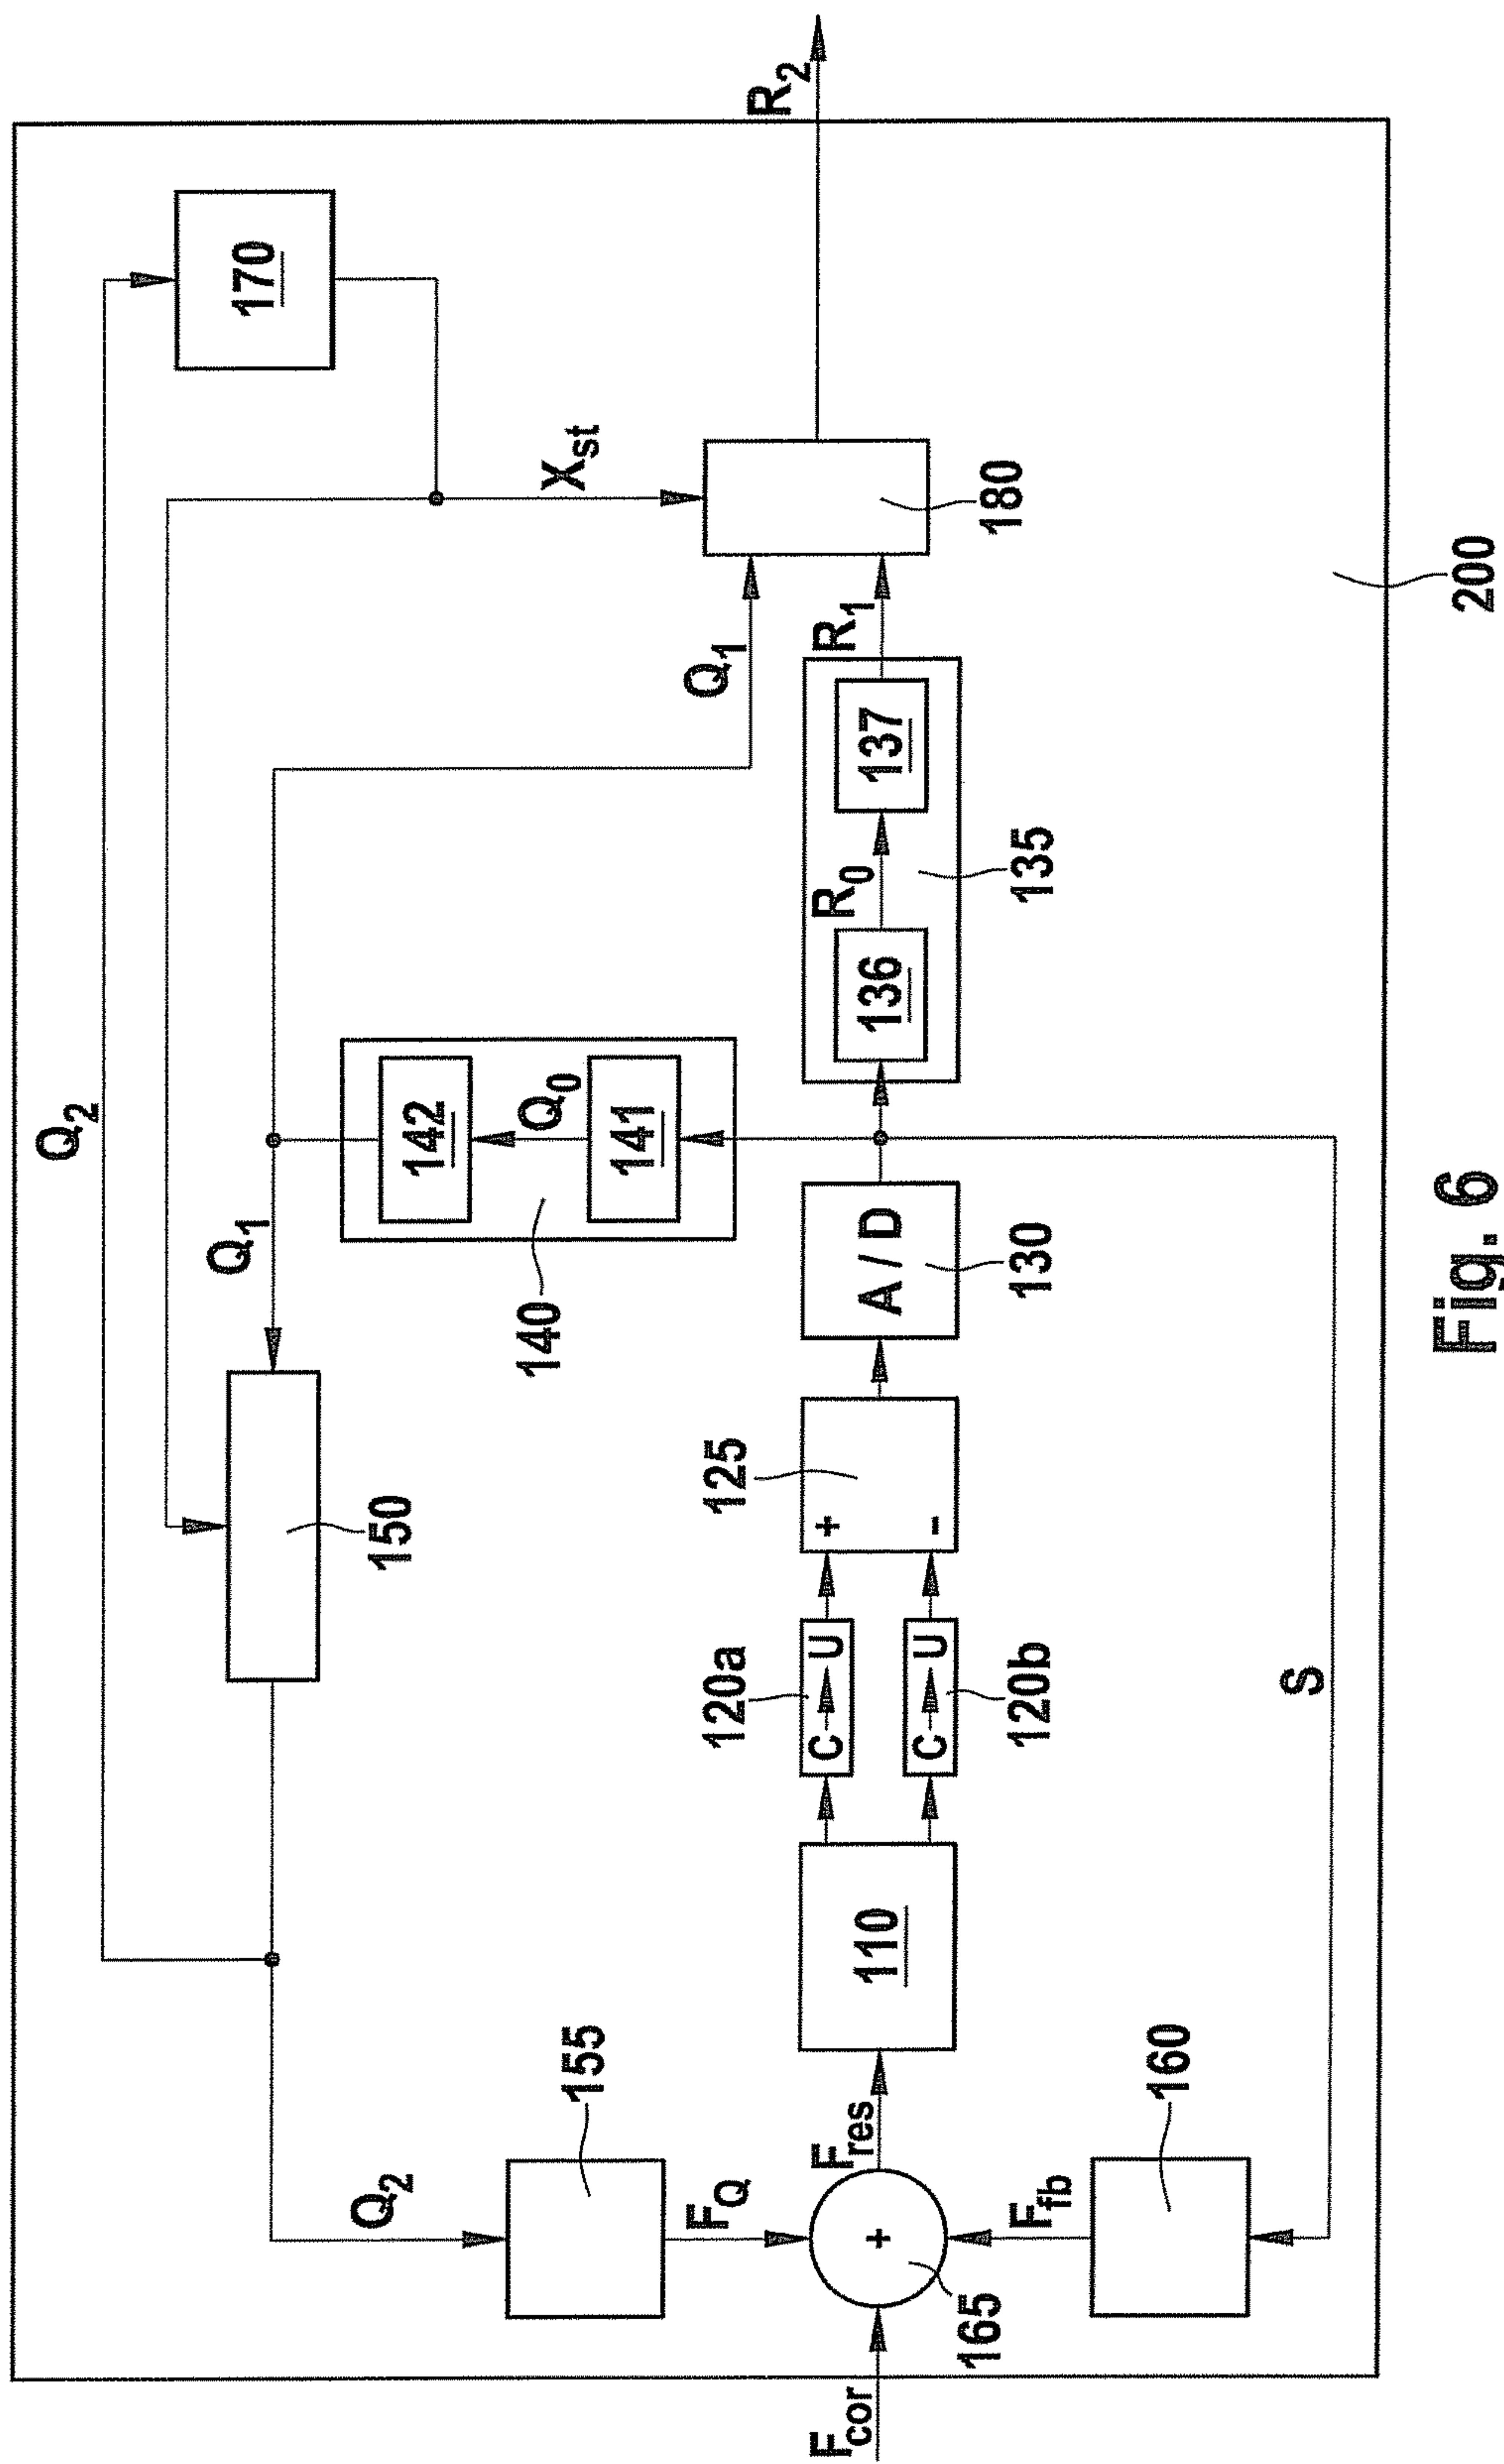 Q2
170
Q1
Q2
150
Xst
142
Q0
141
140
Q1
155
FQ
Fcor
+
165
Fres
110
120a
C U
C U
120b
125
+
-
A / D
130
136
R0
137
135
R1
180
R2
Ffb
160
S
200
Fig. 6